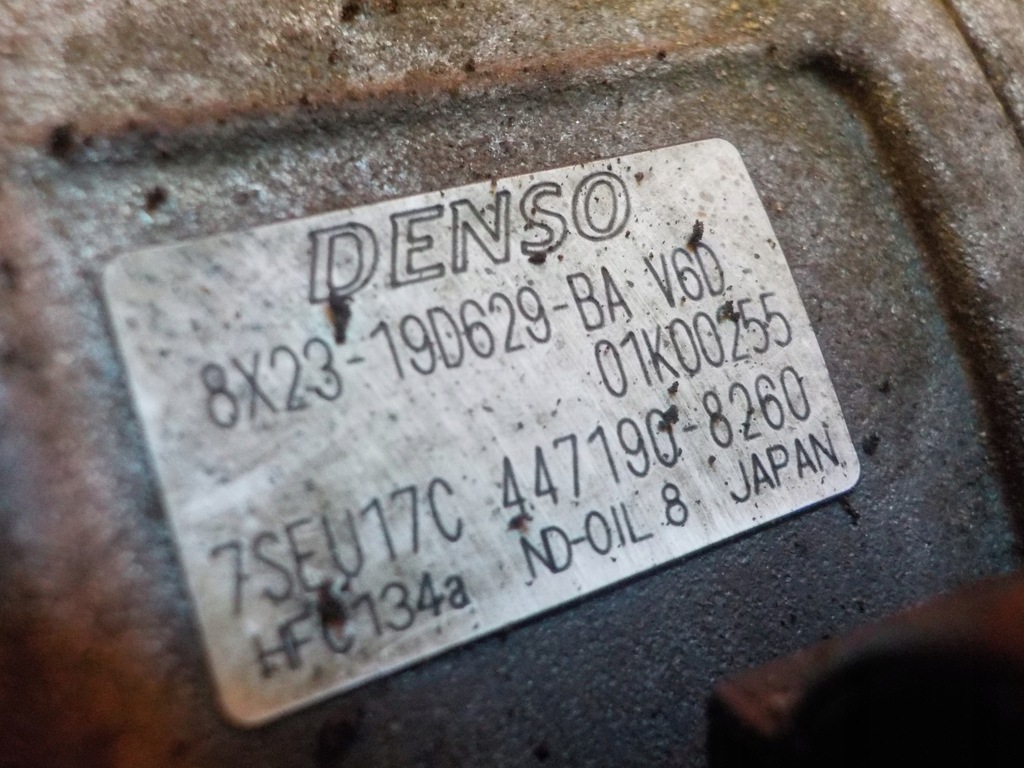 DENSO
8X23-19D629-BA V6D
01K00255
7SEU17C 447190-8260
HFC134a ND-OIL 8 JAPAN